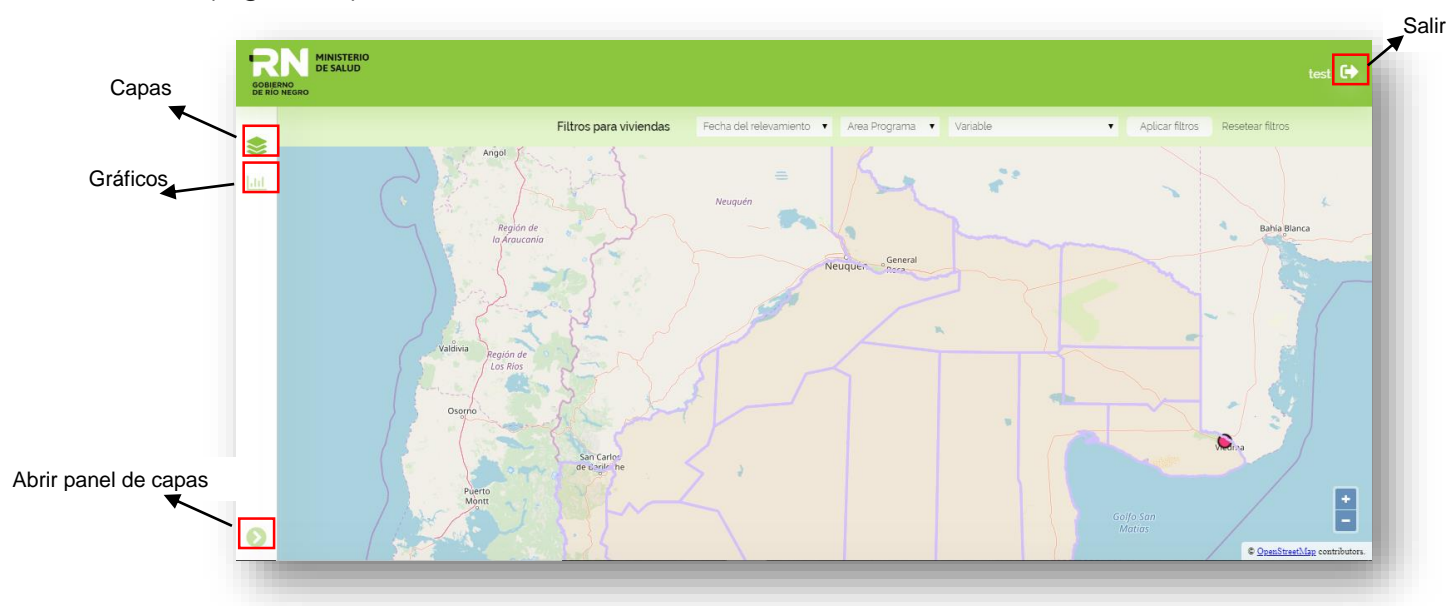 Salir
RN MINISTERIO
DE SALUD
GOBIERNO
DE RÍO NEGRO
test
Capas
Filtros para viviendas Fecha del relevamiento Area Programa Variable Aplicar filtros Resetear filtros
Angol
Gráficos
Neuquén
Región de
la Araucanía
Bahía Blanca
General
Neuquén Roca
Valdivia
Región de
Los Ríos
Osorno
Viedma
San Carlos
de Bariloche
Abrir panel de capas
Puerto
Montt
+
Golfo San
Matías
−
© OpenStreetMap contributors.